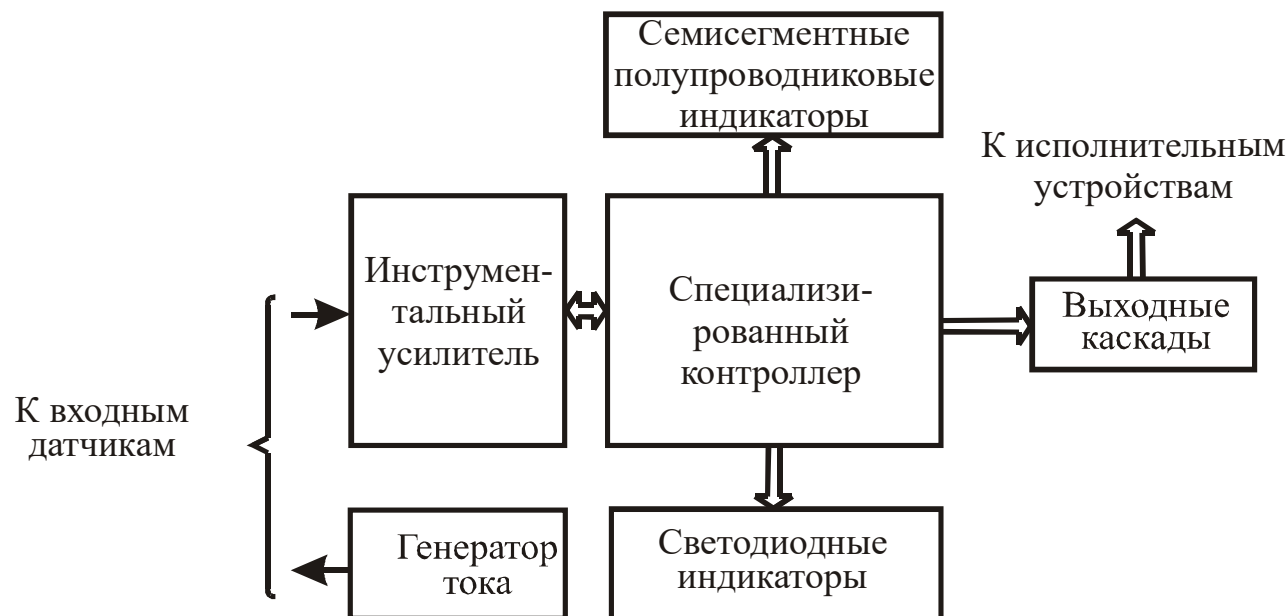 Семисегментные
полупроводниковые
индикаторы
К исполнительным
устройствам
Инструмен-
тальный
усилитель
Специализи-
рованный
контроллер
Выходные
каскады
К входным
датчикам
Генератор
тока
Светодиодные
индикаторы